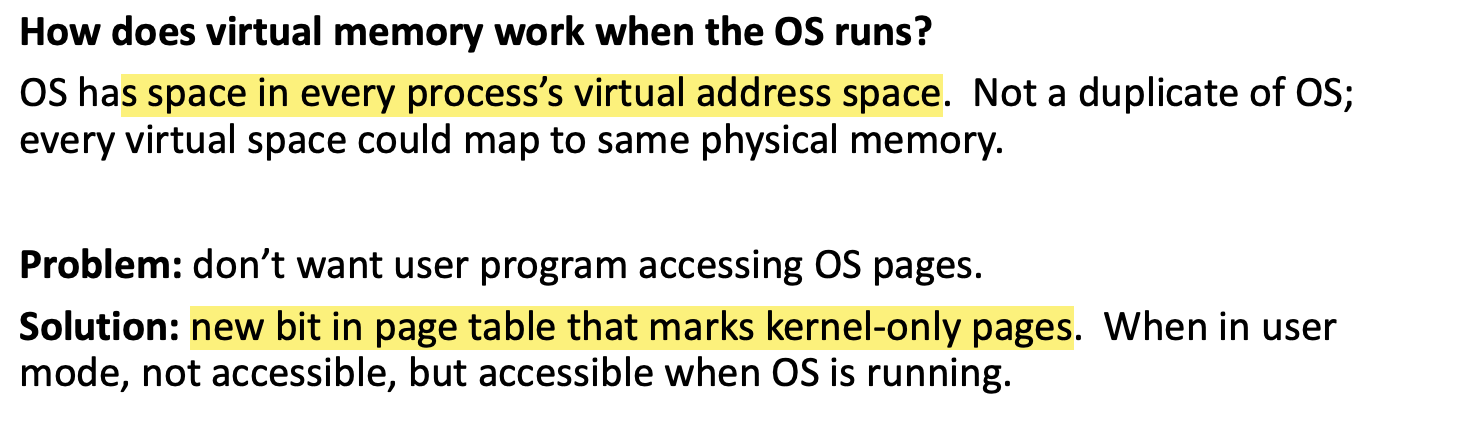 How does virtual memory work when the OS runs?
OS has space in every process’s virtual address space.  Not a duplicate of OS;
every virtual space could map to same physical memory.
Problem: don’t want user program accessing OS pages.
Solution: new bit in page table that marks kernel-only pages.  When in user
mode, not accessible, but accessible when OS is running.